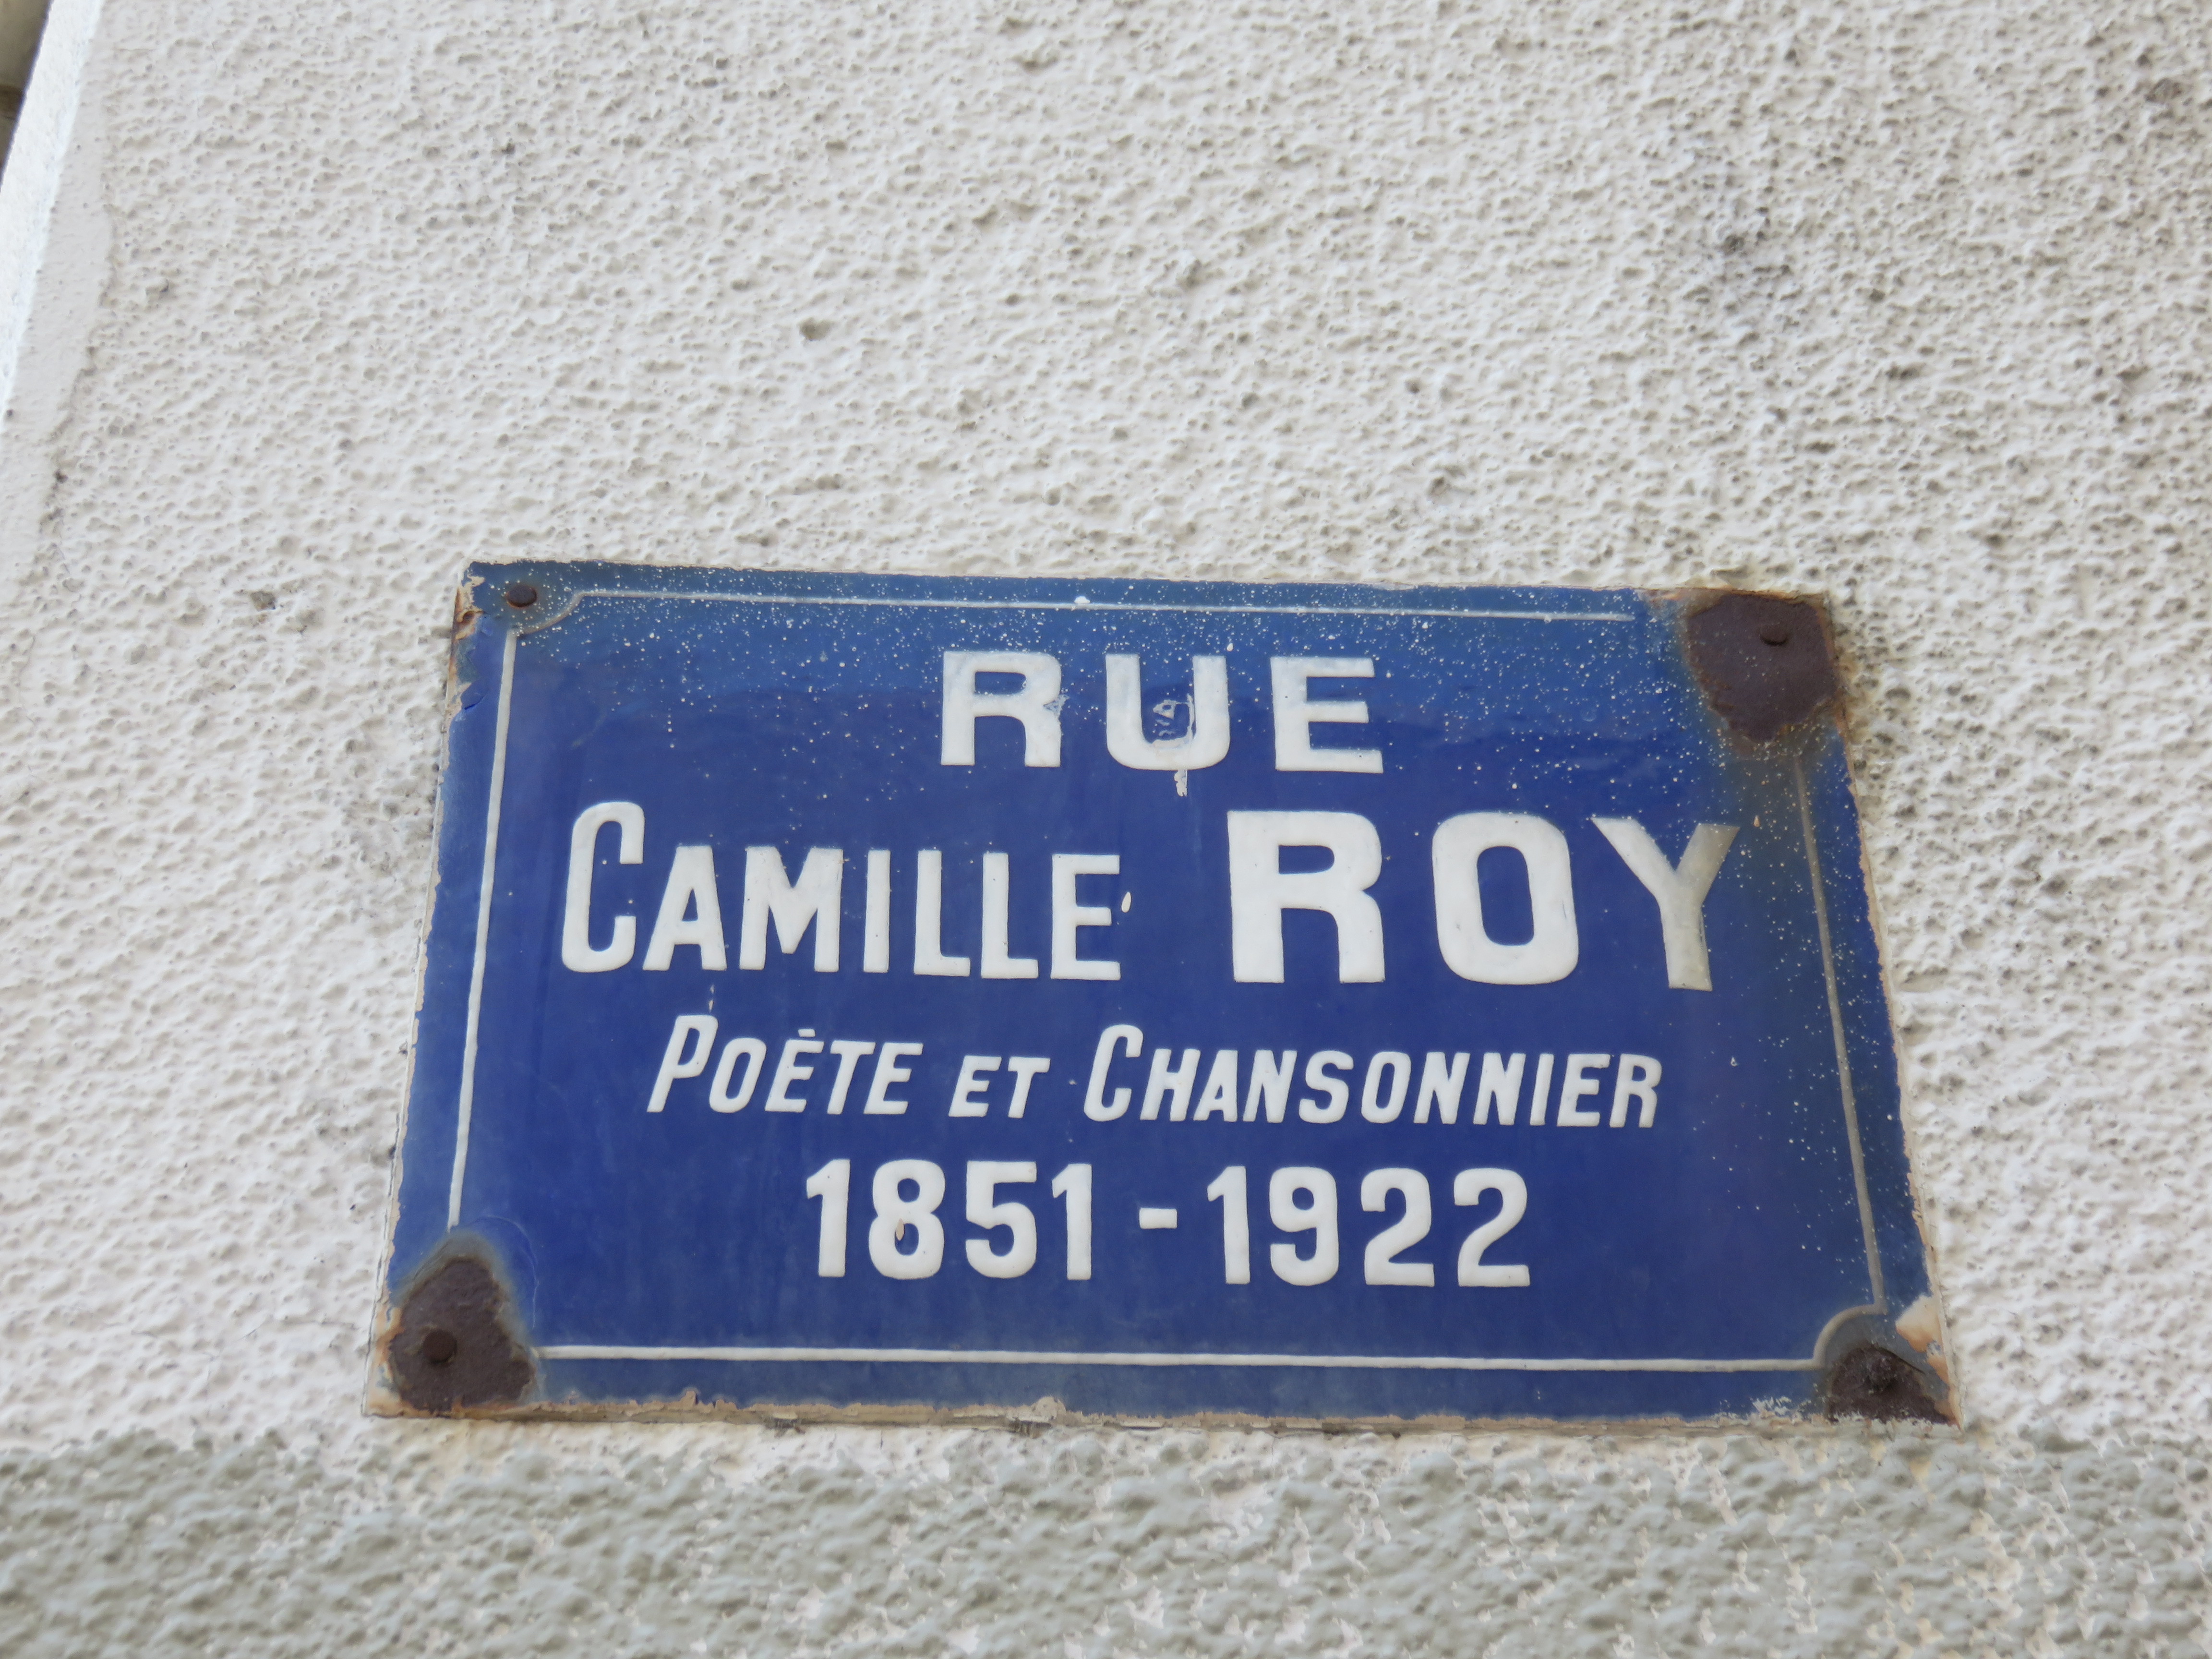 RUE
CAMILLE ROY
POÈTE ET CHANSONNIER
1851-1922